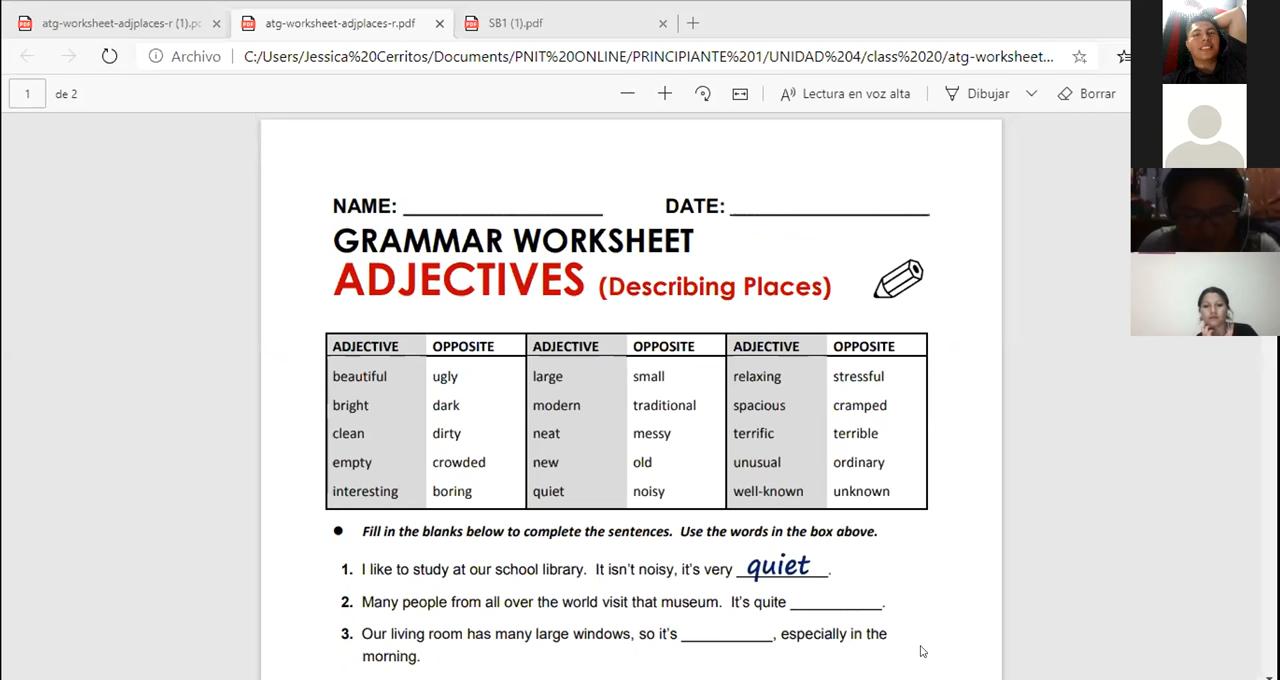 atg-worksheet-adjplaces-r (1).pc
atg-worksheet-adjplaces-r.pdf
SB1 (1).pdf
Archivo
C:/Users/Jessica%20Cerritos/Documents/PNIT%20ONLINE/PRINCIPIANTE%201/UNIDAD%204/class%2020/atg-worksheet...
1 de 2
Lectura en voz alta
Dibujar
Borrar
NAME: ____________________ DATE: ____________________
GRAMMAR WORKSHEET
ADJECTIVES (Describing Places)
ADJECTIVE OPPOSITE ADJECTIVE OPPOSITE ADJECTIVE OPPOSITE
beautiful ugly large small relaxing stressful
bright dark modern traditional spacious cramped
clean dirty neat messy terrific terrible
empty crowded new old unusual ordinary
interesting boring quiet noisy well-known unknown
Fill in the blanks below to complete the sentences. Use the words in the box above.
1. I like to study at our school library. It isn't noisy, it's very quiet.
2. Many people from all over the world visit that museum. It's quite ___________.
3. Our living room has many large windows, so it's ___________, especially in the
morning.